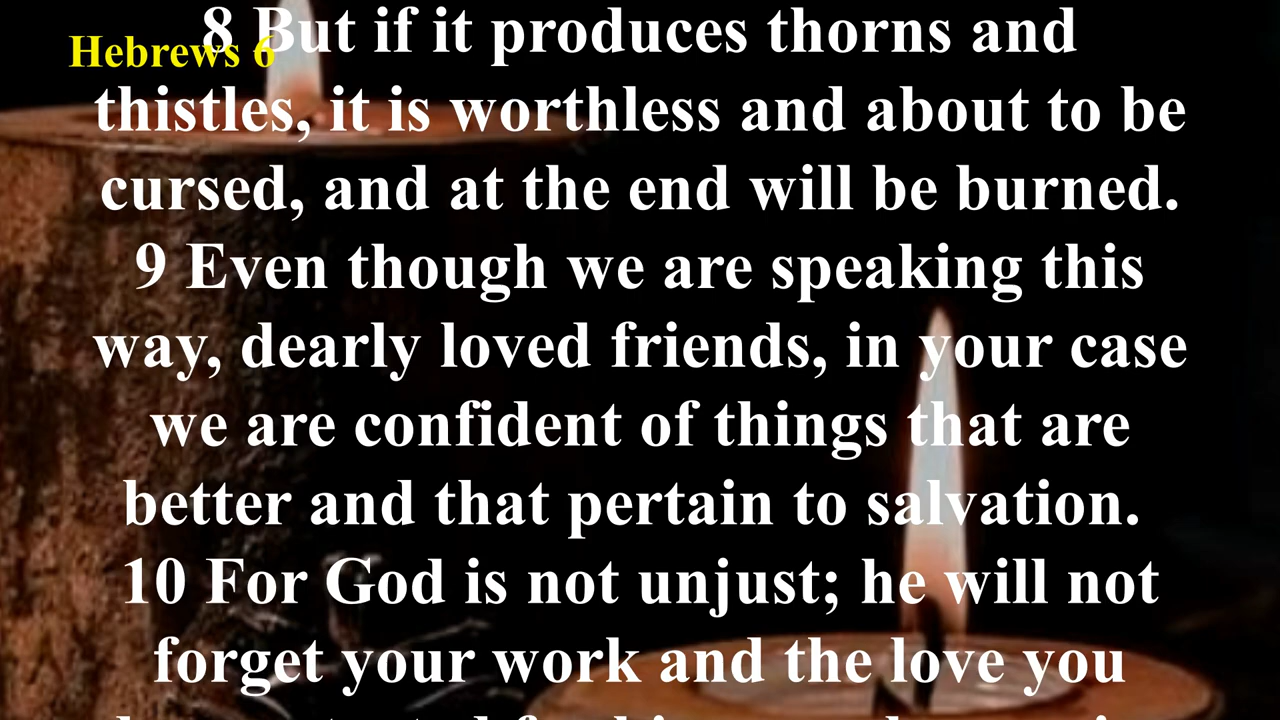 Hebrews 6
8 But if it produces thorns and
thistles, it is worthless and about to be
cursed, and at the end will be burned.
9 Even though we are speaking this
way, dearly loved friends, in your case
we are confident of things that are
better and that pertain to salvation.
10 For God is not unjust; he will not
forget your work and the love you